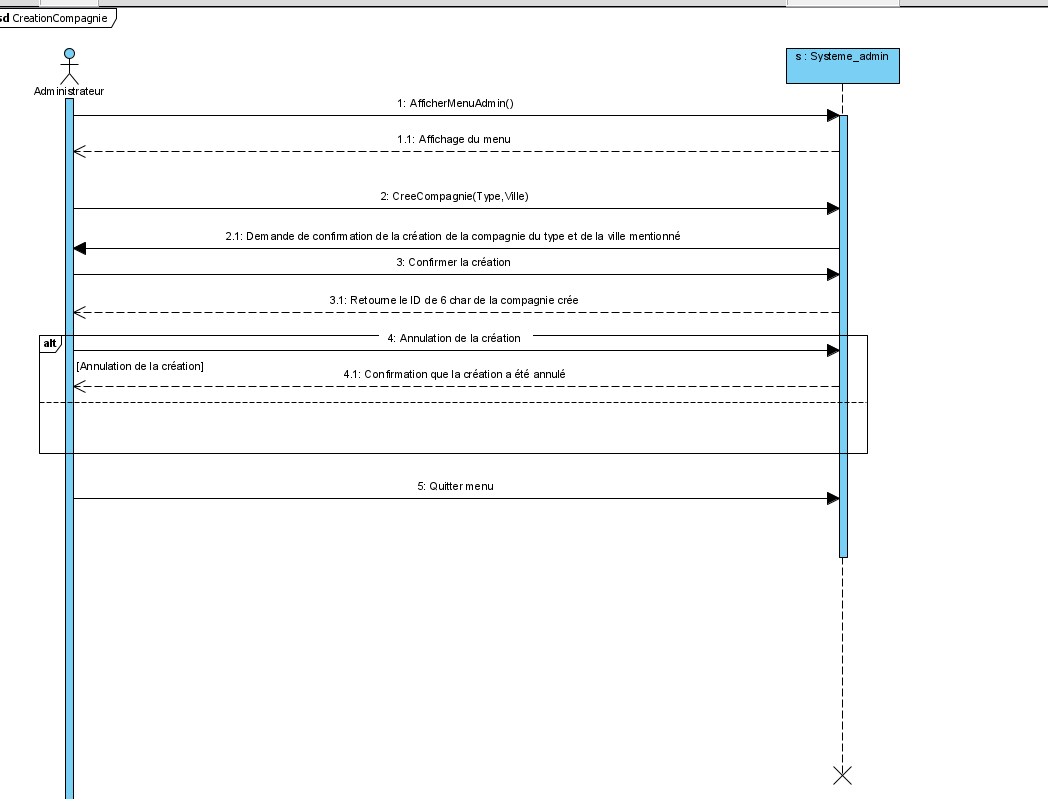 sd CreationCompagnie
Administrateur
s : Systeme_admin
1: AfficherMenuAdmin()
1.1: Affichage du menu
2: CreeCompagnie(Type,Ville)
2.1: Demande de confirmation de la création de la compagnie du type et de la ville mentionné
3: Confirmer la création
3.1: Retourne le ID de 6 char de la compagnie crée
alt
4: Annulation de la création
[Annulation de la création]
4.1: Confirmation que la création a été annulé
5: Quitter menu